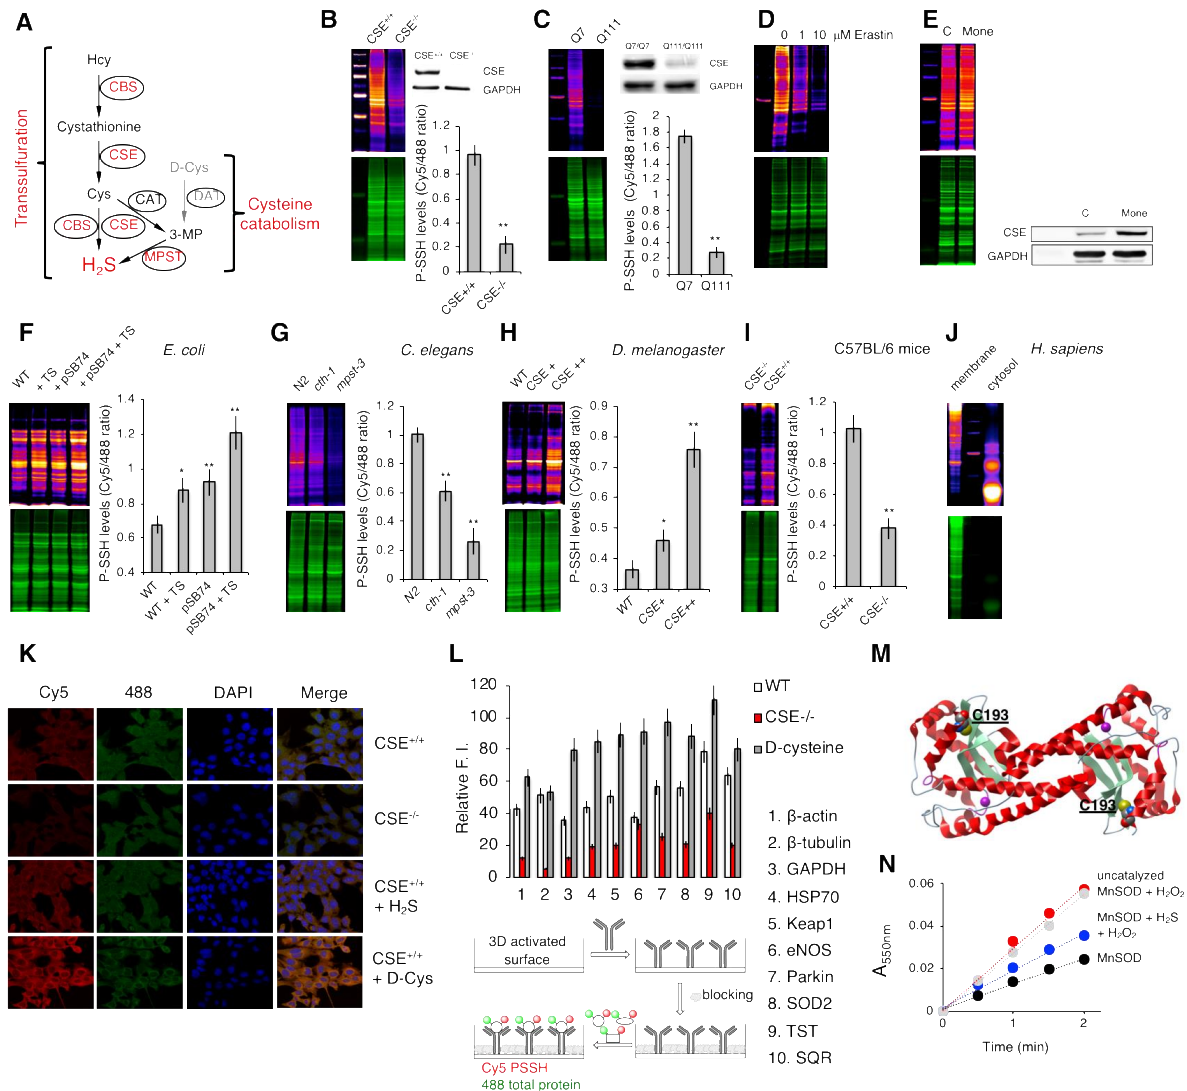 A
Transsulfuration
Hcy
CBS
Cystathionine
CSE
D-Cys
Cys
CAT
DAT
CBS
CSE
3-MP
H2S
MPST
Cysteine
catabolism
B
CSE+/+
CSE-/-
CSE+/+
CSE
GAPDH
P-SSH levels (Cy5/488 ratio)
1.2
1
0.8
0.6
0.4
0.2
0
**
CSE+/+
CSE-/-
C
Q7
Q111
Q7/Q7
Q111/Q111
CSE
GAPDH
P-SSH levels (Cy5/488 ratio)
2
1.8
1.6
1.4
1.2
1
0.8
0.6
0.4
0.2
0
**
Q7
Q111
D
0 1 10 μM Erastin
E
C Mone
C Mone
CSE
GAPDH
F
WT
+ TS
+ pSB74
+ pSB74 + TS
E. coli
P-SSH levels (Cy5/488 ratio)
1.4
1.2
1
0.8
0.6
0.4
*
**
**
WT
WT + TS
pSB74
pSB74 + TS
G
N2
cth-1
mpst-3
C. elegans
P-SSH levels (Cy5/488 ratio)
1.2
1
0.8
0.6
0.4
0.2
0
**
**
N2
cth-1
mpst-3
H
WT
CSE +
CSE ++
D. melanogaster
P-SSH levels (Cy5/488 ratio)
0.9
0.8
0.7
0.6
0.5
0.4
0.3
*
**
WT
CSE+
CSE++
I
CSE-/-
CSE+/+
C57BL/6 mice
P-SSH levels (Cy5/488 ratio)
1.2
1
0.8
0.6
0.4
0.2
0
**
CSE+/+
CSE-/-
J
membrane
cytosol
H. sapiens
K
Cy5
488
DAPI
Merge
CSE+/+
CSE-/-
CSE+/+
+ H2S
CSE+/+
+ D-Cys
L
Relative F.I.
120
100
80
60
40
20
0
1 2 3 4 5 6 7 8 9 10
WT
CSE-/-
D-cysteine
1. β-actin
2. β-tubulin
3. GAPDH
4. HSP70
5. Keap1
6. eNOS
7. Parkin
8. SOD2
9. TST
10. SQR
3D activated
surface
blocking
Cy5 PSSH
488 total protein
M
C193
C193
N
A550nm
0.06
0.04
0.02
0
0
1
2
Time (min)
uncatalyzed
MnSOD + H2O2
MnSOD + H2S
+ H2O2
MnSOD